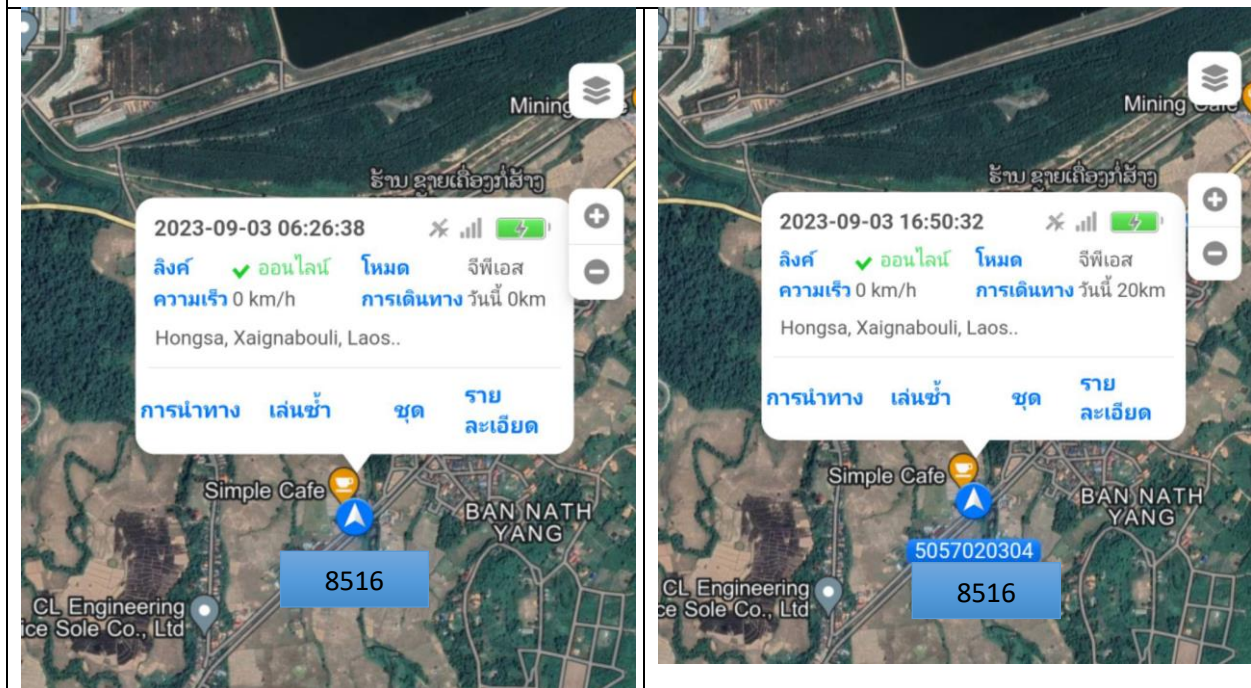 Mining
ຮ້ານ ຂາຍເຄື່ອງກໍ່ສ້າງ
2023-09-03 06:26:38
ลิงค์ ออนไลน์ โหมด จีพีเอส
ความเร็ว 0 km/h การเดินทาง วันนี้ 0km
Hongsa, Xaignabouli, Laos..
การนำทาง เล่นซ้ำ ชุด ราย
ละเอียด
Simple Cafe
BAN NATH
YANG
8516
CL Engineering
ice Sole Co., Ltd
Mining Cafe
ຮ້ານ ຂາຍເຄື່ອງກໍ່ສ້າງ
2023-09-03 16:50:32
ลิงค์ ออนไลน์ โหมด จีพีเอส
ความเร็ว 0 km/h การเดินทาง วันนี้ 20km
Hongsa, Xaignabouli, Laos..
การนำทาง เล่นซ้ำ ชุด ราย
ละเอียด
Simple Cafe
BAN NATH
YANG
5057020304
8516
CL Engineering
ce Sole Co., Ltd